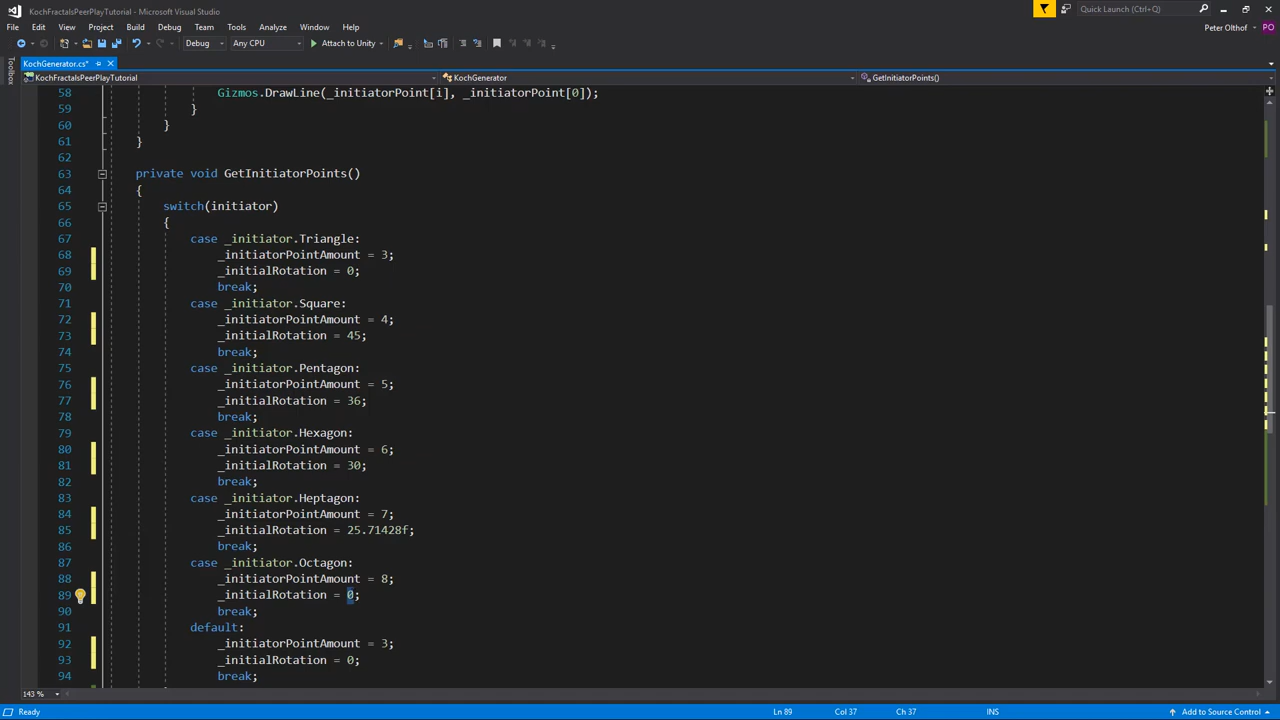 KochFractalsPeerPlayTutorial - Microsoft Visual Studio
Quick Launch (Ctrl+Q)
File Edit View Project Build Debug Team Tools Analyze Window Help
Peter Olthof PO
Debug Any CPU Attach to Unity
Toolbox
KochGenerator.cs*
KochFractalsPeerPlayTutorial KochGenerator GetInitiatorPoints()
58 Gizmos.DrawLine(_initiatorPoint[i], _initiatorPoint[0]);
59 }
60 }
61 }
62
63 private void GetInitiatorPoints()
64 {
65 switch(initiator)
66 {
67 case _initiator.Triangle:
68 _initiatorPointAmount = 3;
69 _initialRotation = 0;
70 break;
71 case _initiator.Square:
72 _initiatorPointAmount = 4;
73 _initialRotation = 45;
74 break;
75 case _initiator.Pentagon:
76 _initiatorPointAmount = 5;
77 _initialRotation = 36;
78 break;
79 case _initiator.Hexagon:
80 _initiatorPointAmount = 6;
81 _initialRotation = 30;
82 break;
83 case _initiator.Heptagon:
84 _initiatorPointAmount = 7;
85 _initialRotation = 25.71428f;
86 break;
87 case _initiator.Octagon:
88 _initiatorPointAmount = 8;
89 _initialRotation = 0;
90 break;
91 default:
92 _initiatorPointAmount = 3;
93 _initialRotation = 0;
94 break;
143 %
Ready Ln 89 Col 37 Ch 37 INS Add to Source Control